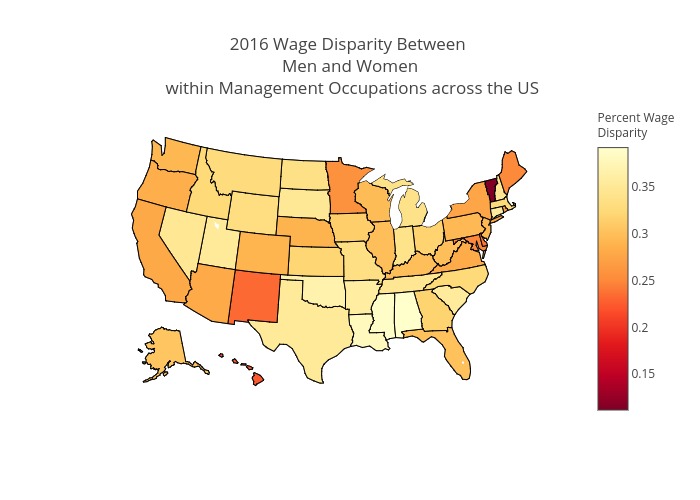 2016 Wage Disparity Between
Men and Women
within Management Occupations across the US
Percent Wage
Disparity
0.35
0.3
0.25
0.2
0.15